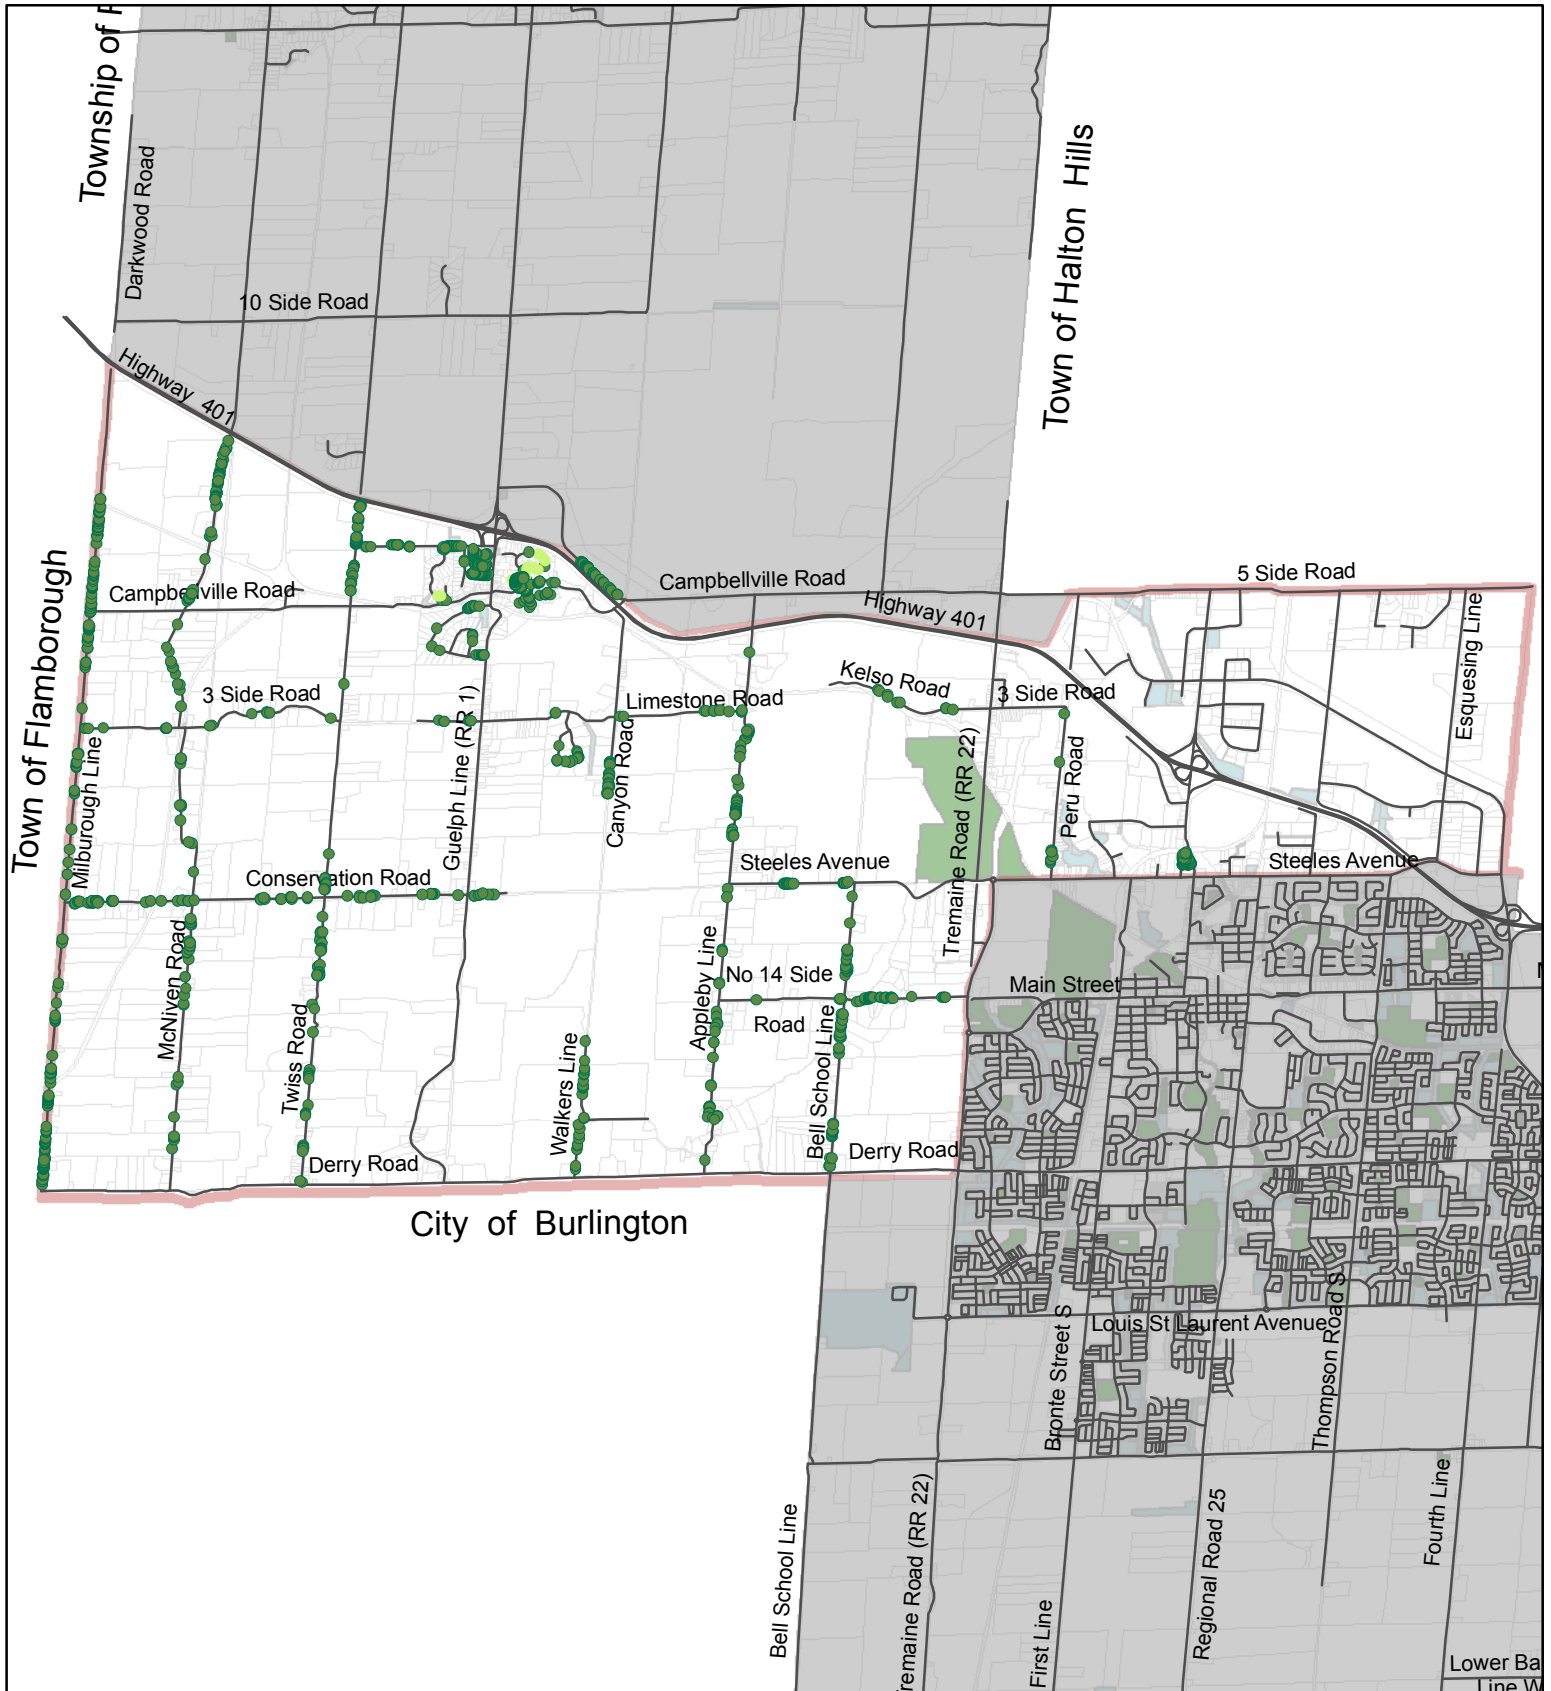 Township of
Darkwood Road
Town of Halton Hills
10 Side Road
Highway 401
Campbellville Road
5 Side Road
Campbellville Road
Highway 401
Esquesing Line
Town of Flamborough
3 Side Road
Kelso Road
3 Side Road
Limestone Road
Guelph Line (RR 1)
Milburough Line
Canyon Road
Tremaine Road (RR 22)
Peru Road
Steeles Avenue
Steeles Avenue
Conservation Road
McNiven Road
Appleby Line
No 14 Side
Road
Main Street
Twiss Road
Walkers Line
Bell School Line
Derry Road
Derry Road
City of Burlington
Louis St Laurent Avenue
Bronte Street S
Thompson Road S
Bell School Line
remaine Road (RR 22)
First Line
Regional Road 25
Fourth Line
Lower Ba
Line W